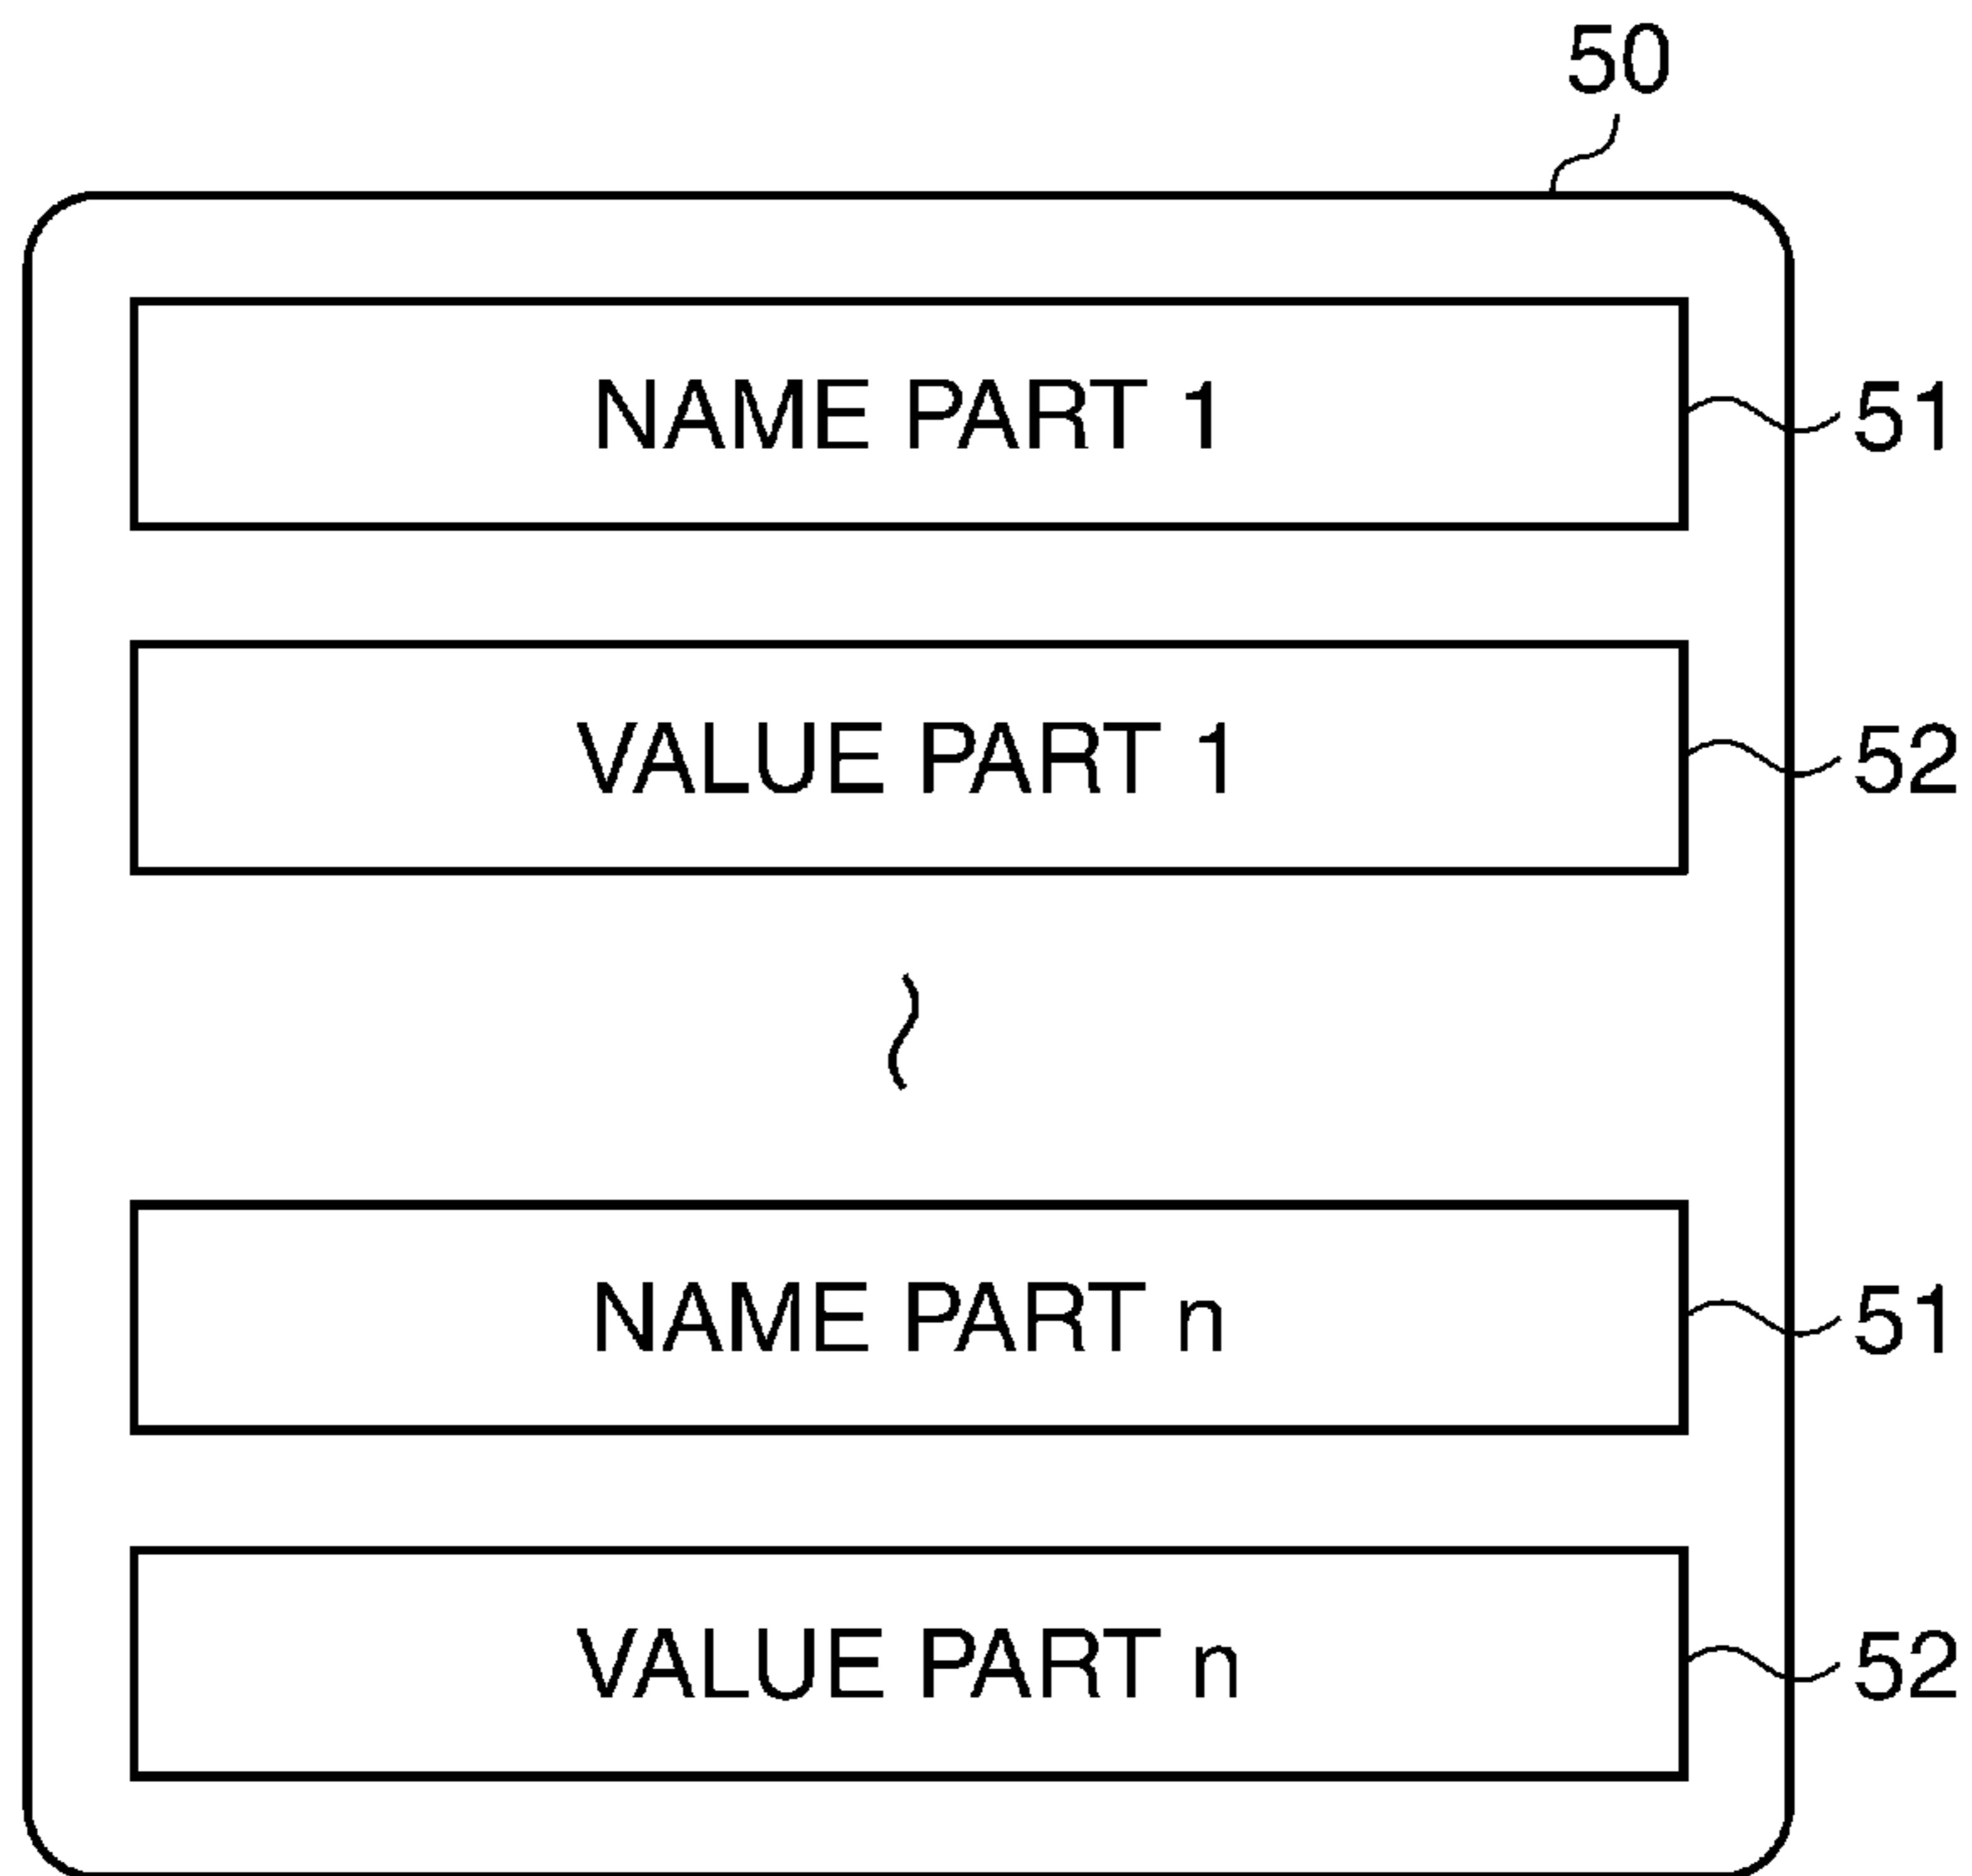 50
NAME PART 1 51
VALUE PART 1 52
NAME PART n 51
VALUE PART n 52